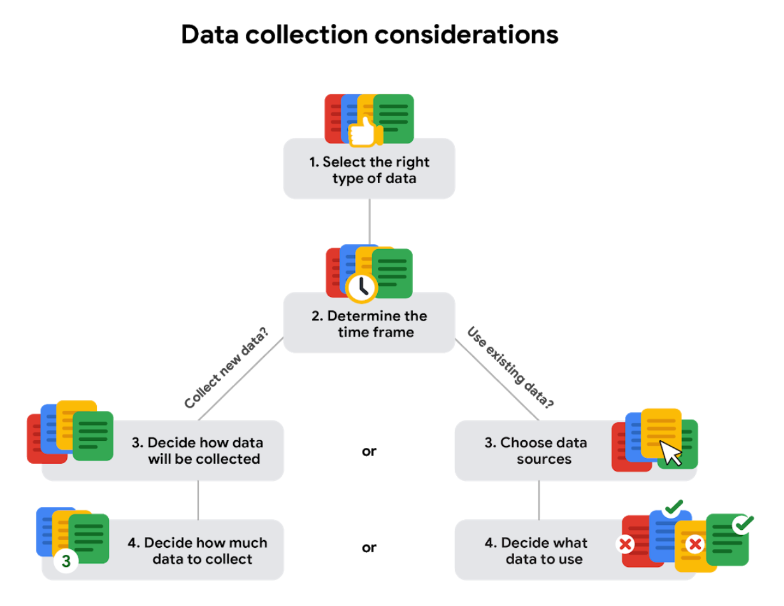 Data collection considerations
1. Select the right
type of data
2. Determine the
time frame
Collect new data?
Use existing data?
3. Decide how data
will be collected
or
3. Choose data
sources
4. Decide how much
data to collect
3
or
4. Decide what
data to use